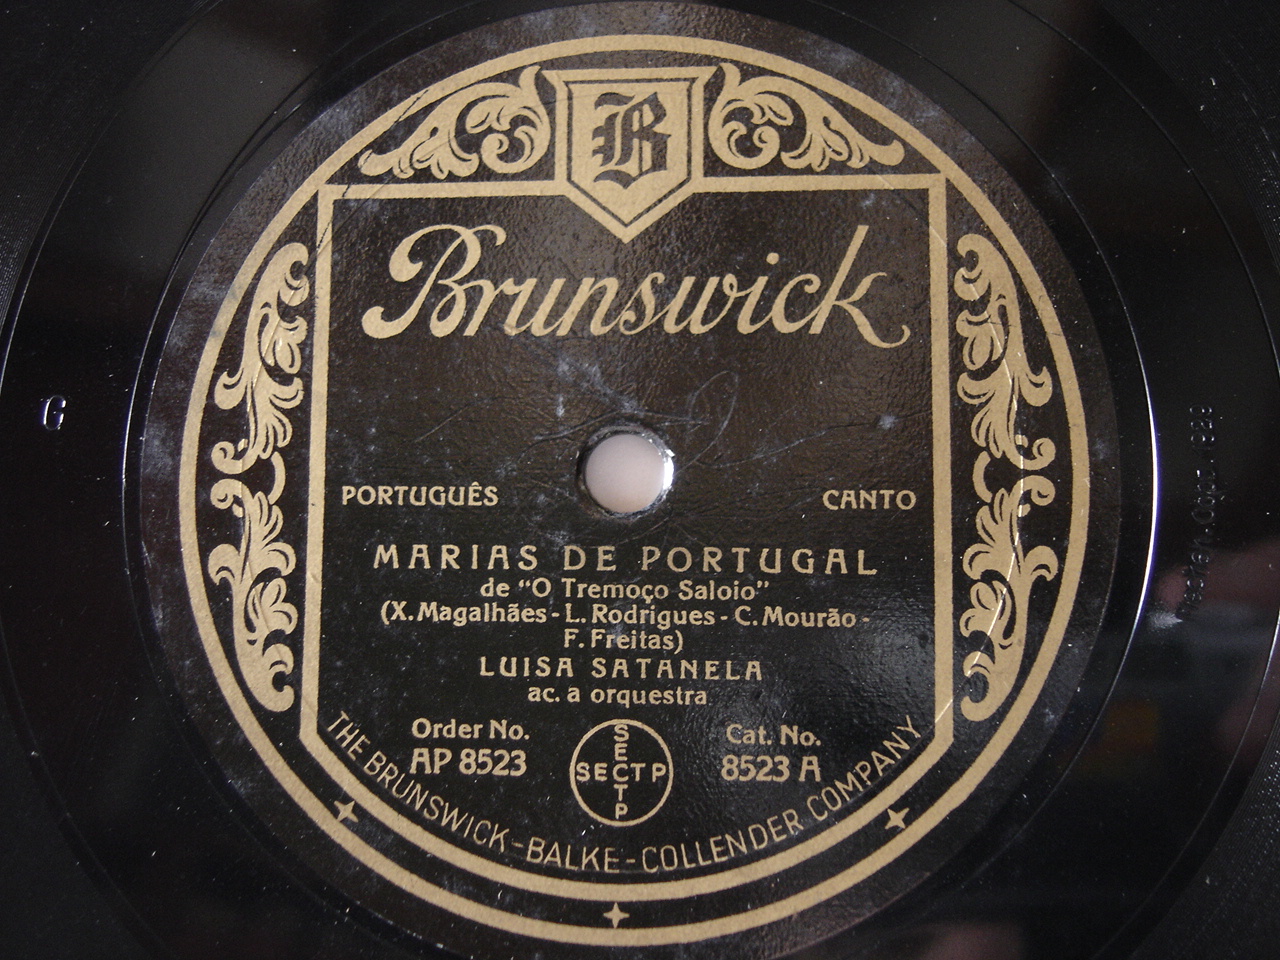 B
Brunswick
G
PORTUGUÊS
CANTO
MARIAS DE PORTUGAL
de “O Tremoço Saloio”
(X. Magalhães - L. Rodrigues - C. Mourão -
F. Freitas)
LUISA SATANELA
ac. a orquestra
Order No.
AP 8523
SECTP
SECTP
Cat. No.
8523 A
THE BRUNSWICK-BALKE-COLLENDER COMPANY